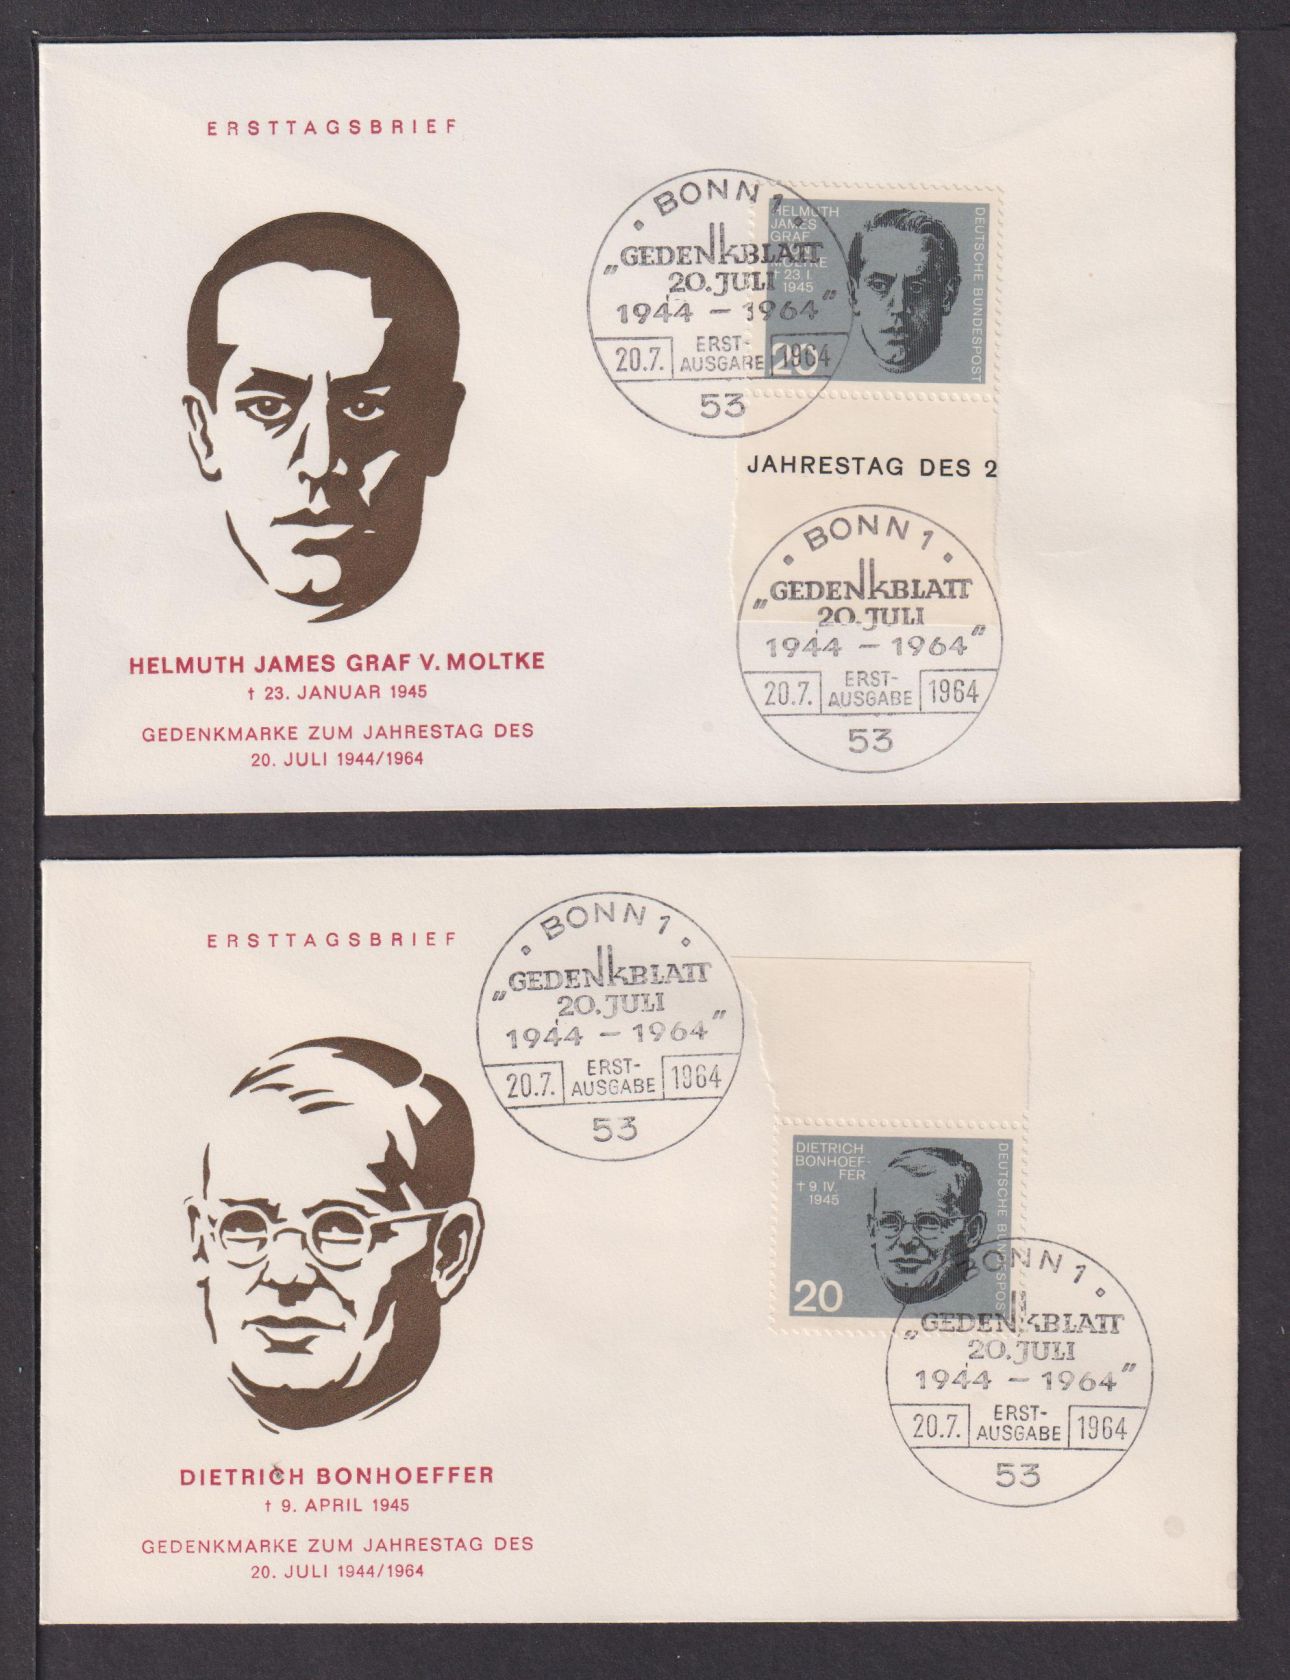 ERSTTAGSBRIEF
HELMUTH JAMES GRAF V. MOLTKE
† 23. JANUAR 1945
GEDENKMARKE ZUM JAHRESTAG DES
20. JULI 1944/1964
BONN 1
„GEDENKBLATT
20. JULI
1944 – 1964"
20.7. ERST- 1964
AUSGABE
53
HELMUTH
JAMES
GRAF
MOLTKE
† 23. I.
1945
20
DEUTSCHE BUNDESPOST
JAHRESTAG DES 2
BONN 1
„GEDENKBLATT
20. JULI
1944 – 1964"
20.7. ERST- 1964
AUSGABE
53
ERSTTAGSBRIEF
DIETRICH BONHOEFFER
† 9. APRIL 1945
GEDENKMARKE ZUM JAHRESTAG DES
20. JULI 1944/1964
BONN 1
„GEDENKBLATT
20. JULI
1944 – 1964"
20.7. ERST- 1964
AUSGABE
53
DIETRICH
BONHOEF-
FER
† 9. IV.
1945
20
DEUTSCHE BUNDESPOST
BONN 1
„GEDENKBLATT
20. JULI
1944 – 1964"
20.7. ERST- 1964
AUSGABE
53